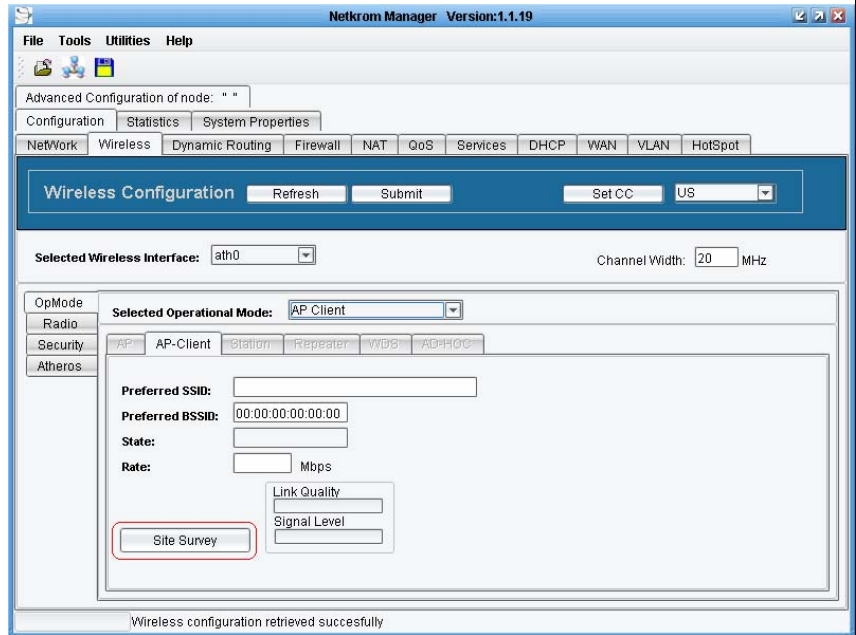 Netkrom Manager Version:1.1.19
File Tools Utilities Help
Advanced Configuration of node: " "
Configuration Statistics System Properties
NetWork Wireless Dynamic Routing Firewall NAT QoS Services DHCP WAN VLAN HotSpot
Wireless Configuration Refresh Submit Set CC US
Selected Wireless Interface: ath0 Channel Width: 20 MHz
OpMode
Radio
Security
Atheros
Selected Operational Mode: AP Client
AP AP-Client Station Repeater WDS AD-HOC
Preferred SSID:
Preferred BSSID: 00:00:00:00:00:00
State:
Rate: Mbps
Link Quality
Signal Level
Site Survey
Wireless configuration retrieved succesfully